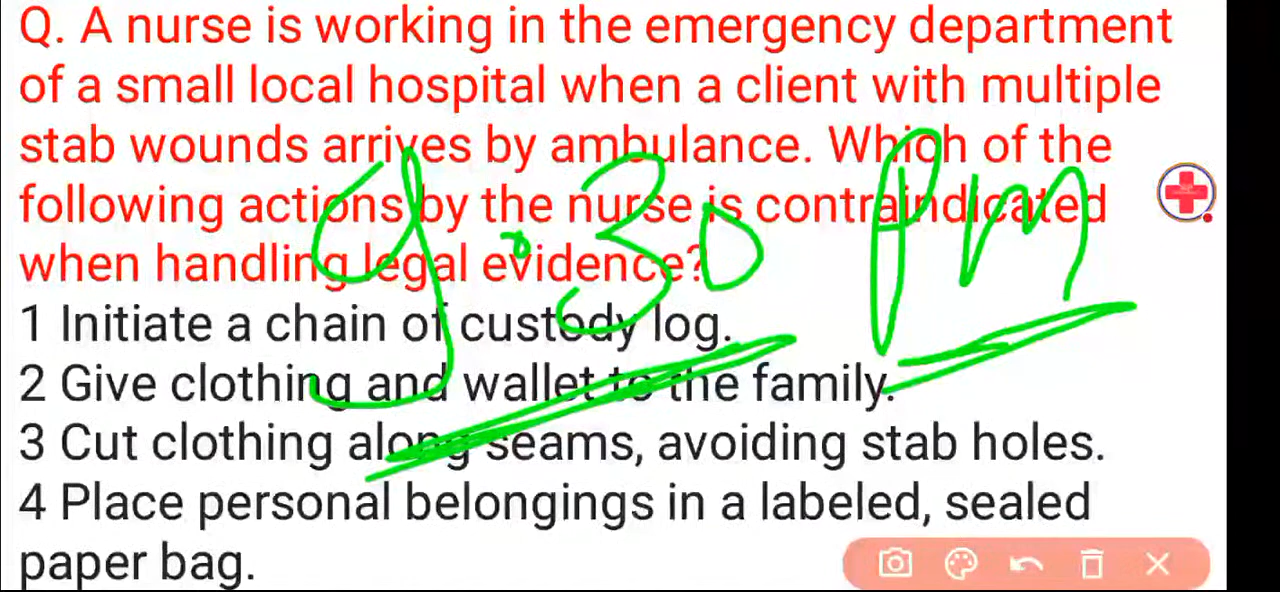 Q. A nurse is working in the emergency department
of a small local hospital when a client with multiple
stab wounds arrives by ambulance. Which of the
following actions by the nurse is contraindicated
when handling legal evidence?
9:30 PM
1 Initiate a chain of custody log.
2 Give clothing and wallet to the family.
3 Cut clothing along seams, avoiding stab holes.
4 Place personal belongings in a labeled, sealed
paper bag.